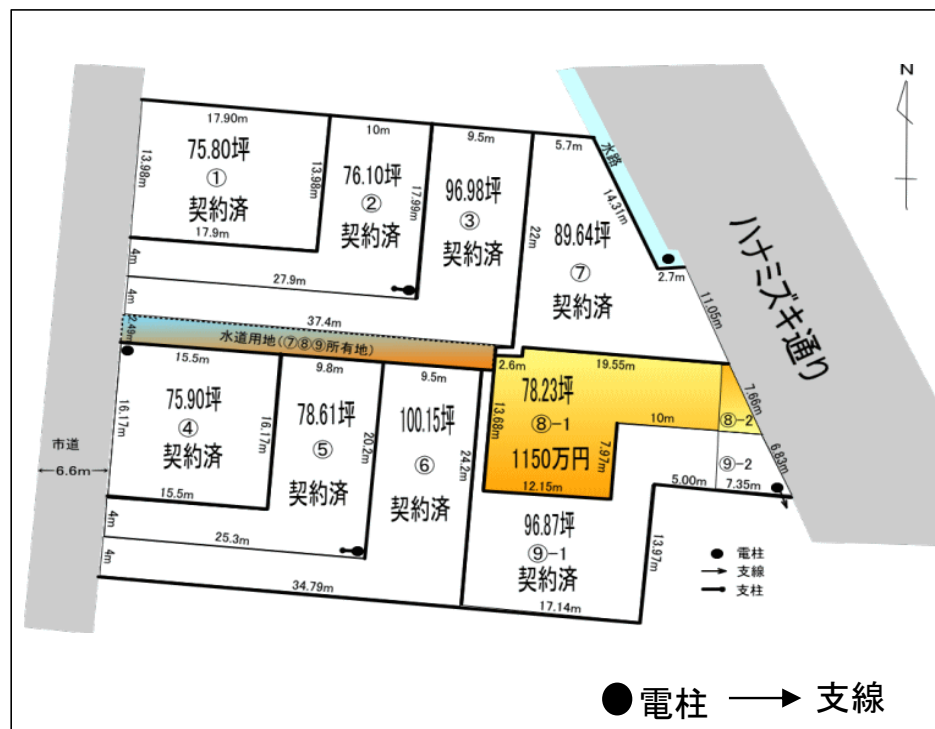 N
17.90m
13.98m
75.80坪
①
契約済
13.98m
17.9m
10m
76.10坪
②
契約済
17.99m
9.5m
96.98坪
③
契約済
22m
5.7m
水路
14.31m
89.64坪
⑦
契約済
2.7m
ハナミズキ通り
11.05m
4m
27.9m
4m
37.4m
2.49m
水道用地(⑦⑧⑨所有地)
15.5m
16.17m
75.90坪
④
契約済
16.17m
15.5m
9.8m
78.61坪
⑤
契約済
20.2m
9.5m
100.15坪
⑥
契約済
24.2m
2.6m
19.55m
13.68m
78.23坪
⑧-1
1150万円
7.97m
12.15m
10m
7.66m
⑧-2
6.83m
⑨-2
5.00m
7.35m
96.87坪
⑨-1
契約済
13.97m
17.14m
市道
6.6m
4m
25.3m
4m
34.79m
電柱
支線
支柱
電柱
支線